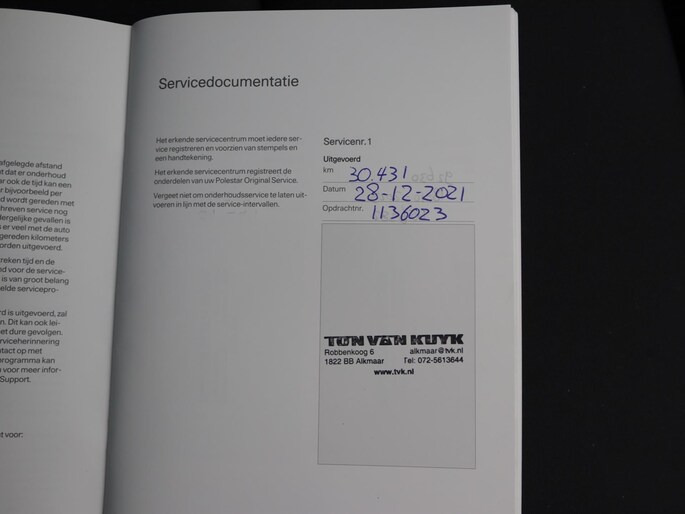 afgelegde afstand
t dat er onderhoud
ar ook de tijd kan een
r bijvoorbeeld per
d wordt gereden met
hreven service nog
dergelijke gevallen is
s er veel met de auto
gereden kilometers
orden uitgevoerd.
reken tijd en de
d voor de service-
is van groot belang
elde servicepro-
rd is uitgevoerd, zal
n. Dit kan ook lei-
et dure gevolgen.
rviceherinnering
ntact op met
programma kan
n voor meer infor-
Support.
t voor:
Servicedocumentatie
Het erkende servicecentrum moet iedere ser-
vice registreren en voorzien van stempels en
een handtekening.
Het erkende servicecentrum registreert de
onderdelen van uw Polestar Original Service.
Vergeet niet om onderhoudsservice te laten uit-
voeren in lijn met de service-intervallen.
Servicenr. 1
Uitgevoerd
km 30.431
Datum 28-12-2021
Opdrachtnr. 1136023
TON VAN KUYK
Robbenkoog 6 alkmaar@tvk.nl
1822 BB Alkmaar Tel: 072-5613644
www.tvk.nl